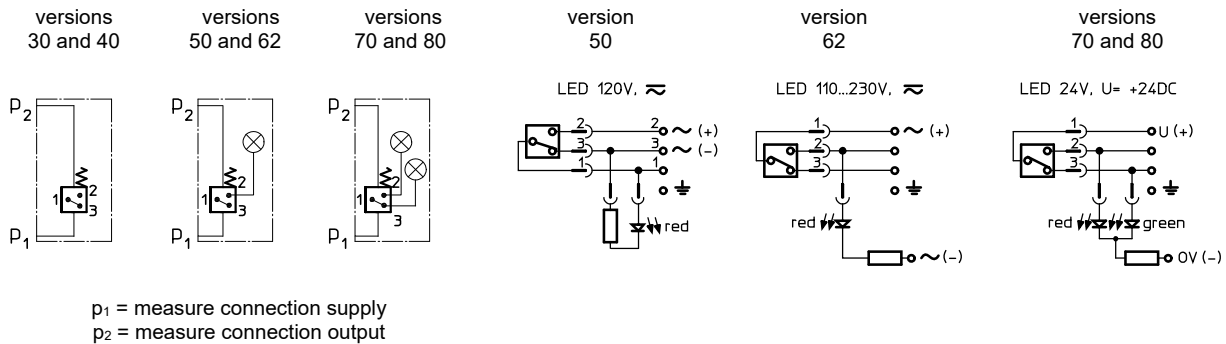 versions
30 and 40
versions
50 and 62
versions
70 and 80
version
50
version
62
versions
70 and 80
p2
1
2
3
p1
p2
1
2
3
p1
p2
1
2
3
p1
LED 120V, ⎓
2 2 ~ (+)
3 3 ~ (-)
1 1
red
LED 110...230V, ⎓
1 ~ (+)
2
3
red
~ (-)
LED 24V, U= +24DC
1 U (+)
2
3
red green
0V (-)
p1 = measure connection supply
p2 = measure connection output